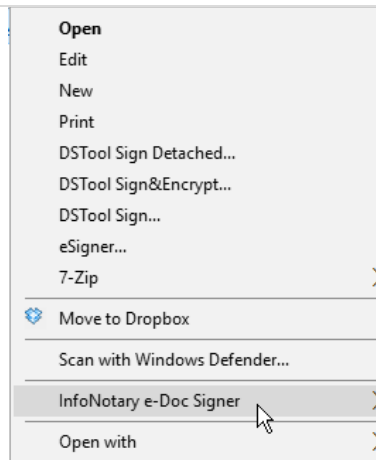 Open
Edit
New
Print
DSTool Sign Detached...
DSTool Sign&Encrypt...
DSTool Sign...
eSigner...
7-Zip
Move to Dropbox
Scan with Windows Defender...
InfoNotary e-Doc Signer
Open with